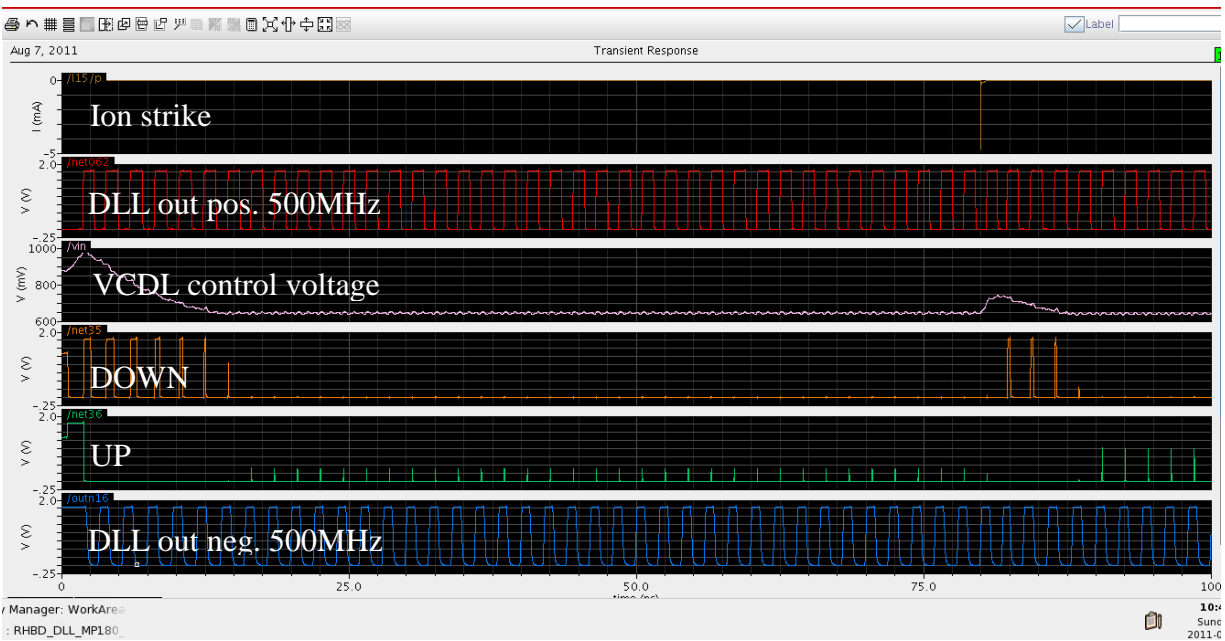 Label
Aug 7, 2011
Transient Response
1
0
/I15/p
I (mA)
Ion strike
-5
2.0
/net062
V (V)
DLL out pos. 500MHz
-.25
1000
/vin
V (mV)
800
VCDL control voltage
600
2.0
/net35
V (V)
DOWN
-.25
2.0
/net36
V (V)
UP
-.25
2.0
/outn16
V (V)
DLL out neg. 500MHz
-.25
0
25.0
50.0
75.0
100
time (ns)
y Manager: WorkArea
10:4
Sund
: RHBD_DLL_MP180_
2011.0